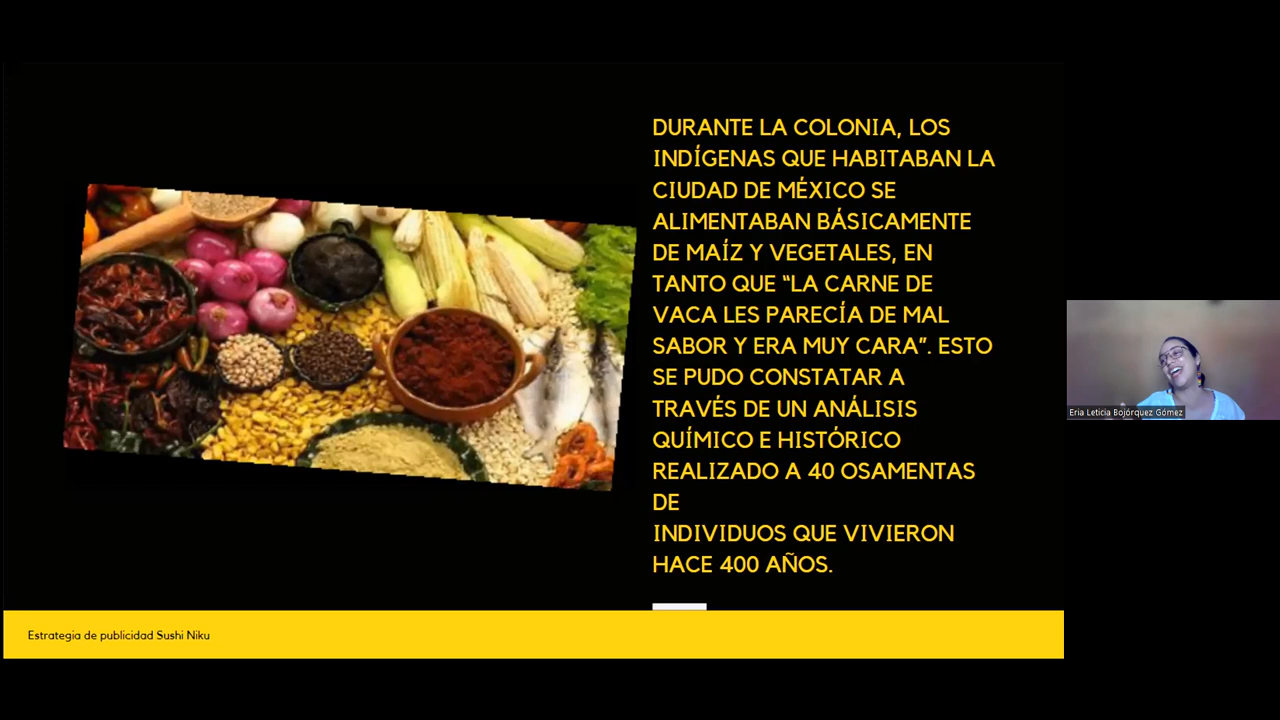 DURANTE LA COLONIA, LOS
INDÍGENAS QUE HABITABAN LA
CIUDAD DE MÉXICO SE
ALIMENTABAN BÁSICAMENTE
DE MAÍZ Y VEGETALES, EN
TANTO QUE “LA CARNE DE
VACA LES PARECÍA DE MAL
SABOR Y ERA MUY CARA”. ESTO
SE PUDO CONSTATAR A
TRAVÉS DE UN ANÁLISIS
QUÍMICO E HISTÓRICO
REALIZADO A 40 OSAMENTAS
DE
INDIVIDUOS QUE VIVIERON
HACE 400 AÑOS.
Eria Leticia Bojórquez Gómez
Estrategia de publicidad Sushi Niku